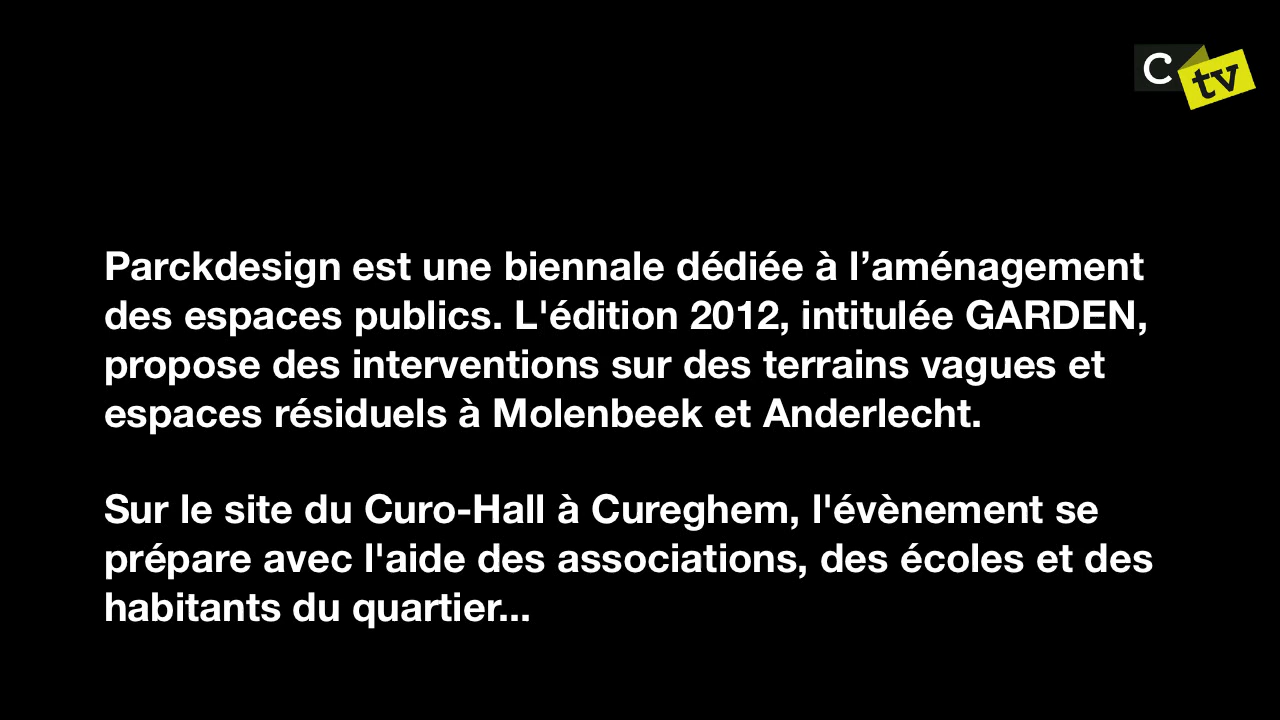 C tv
Parckdesign est une biennale dédiée à l’aménagement
des espaces publics. L'édition 2012, intitulée GARDEN,
propose des interventions sur des terrains vagues et
espaces résiduels à Molenbeek et Anderlecht.
Sur le site du Curo-Hall à Cureghem, l'évènement se
prépare avec l'aide des associations, des écoles et des
habitants du quartier...